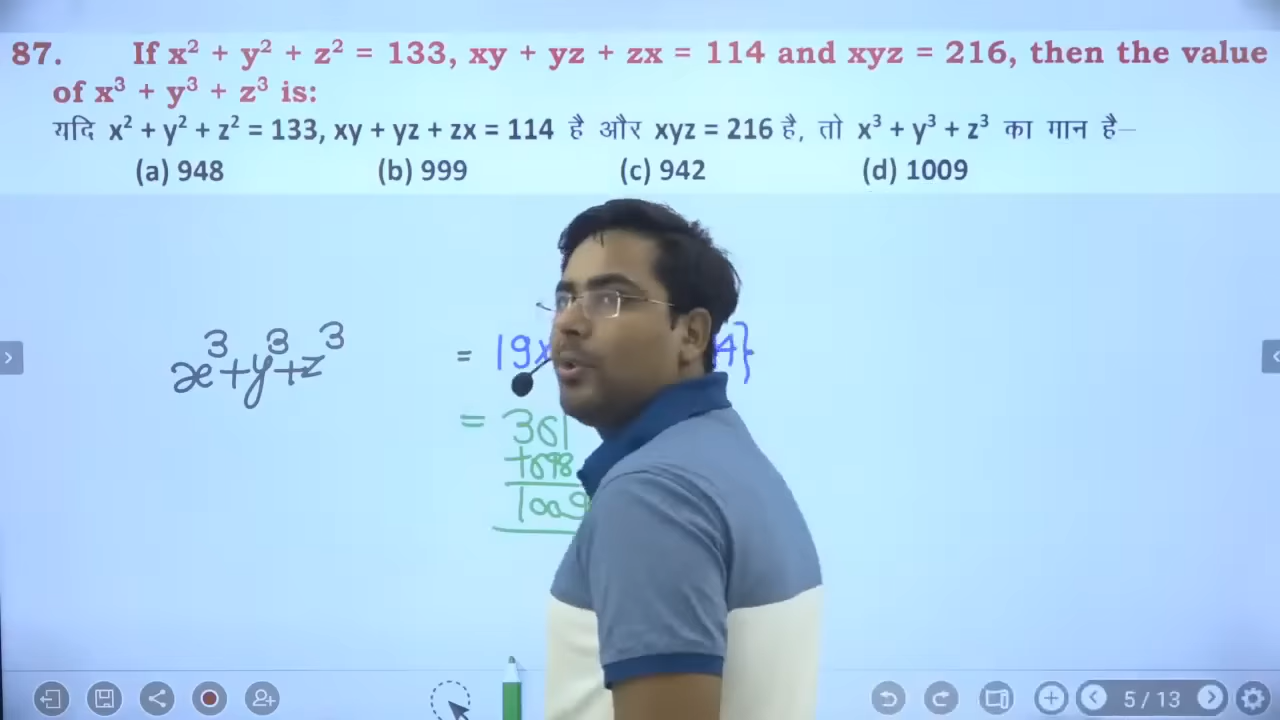 87. If x² + y² + z² = 133, xy + yz + zx = 114 and xyz = 216, then the value
of x³ + y³ + z³ is:
यदि x² + y² + z² = 133, xy + yz + zx = 114 है और xyz = 216 है, तो x³ + y³ + z³ का गान है–
(a) 948 (b) 999 (c) 942 (d) 1009
x³+y³+z³ = 19x 4}
= 361
+648
1009
5 / 13